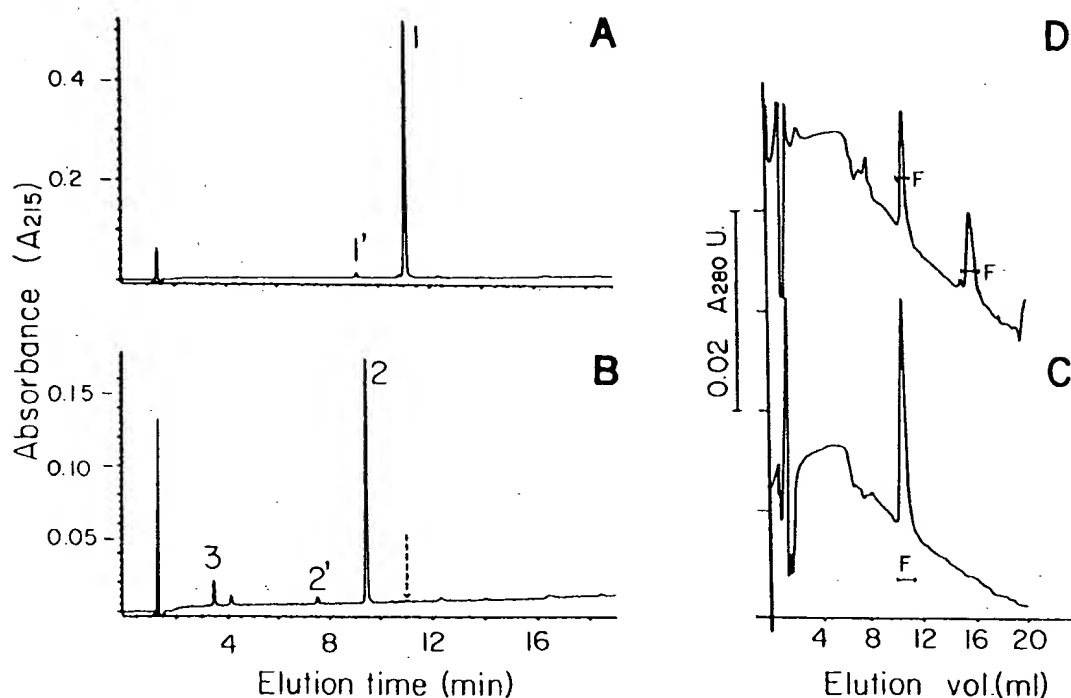 A
1
1'
0.4
0.2
Absorbance (A215)
B
2
3
2'
0.15
0.10
0.05
4
8
12
16
Elution time (min)
D
F
F
0.02 A280 U.
C
F
4
8
12
16
20
Elution vol.(ml)